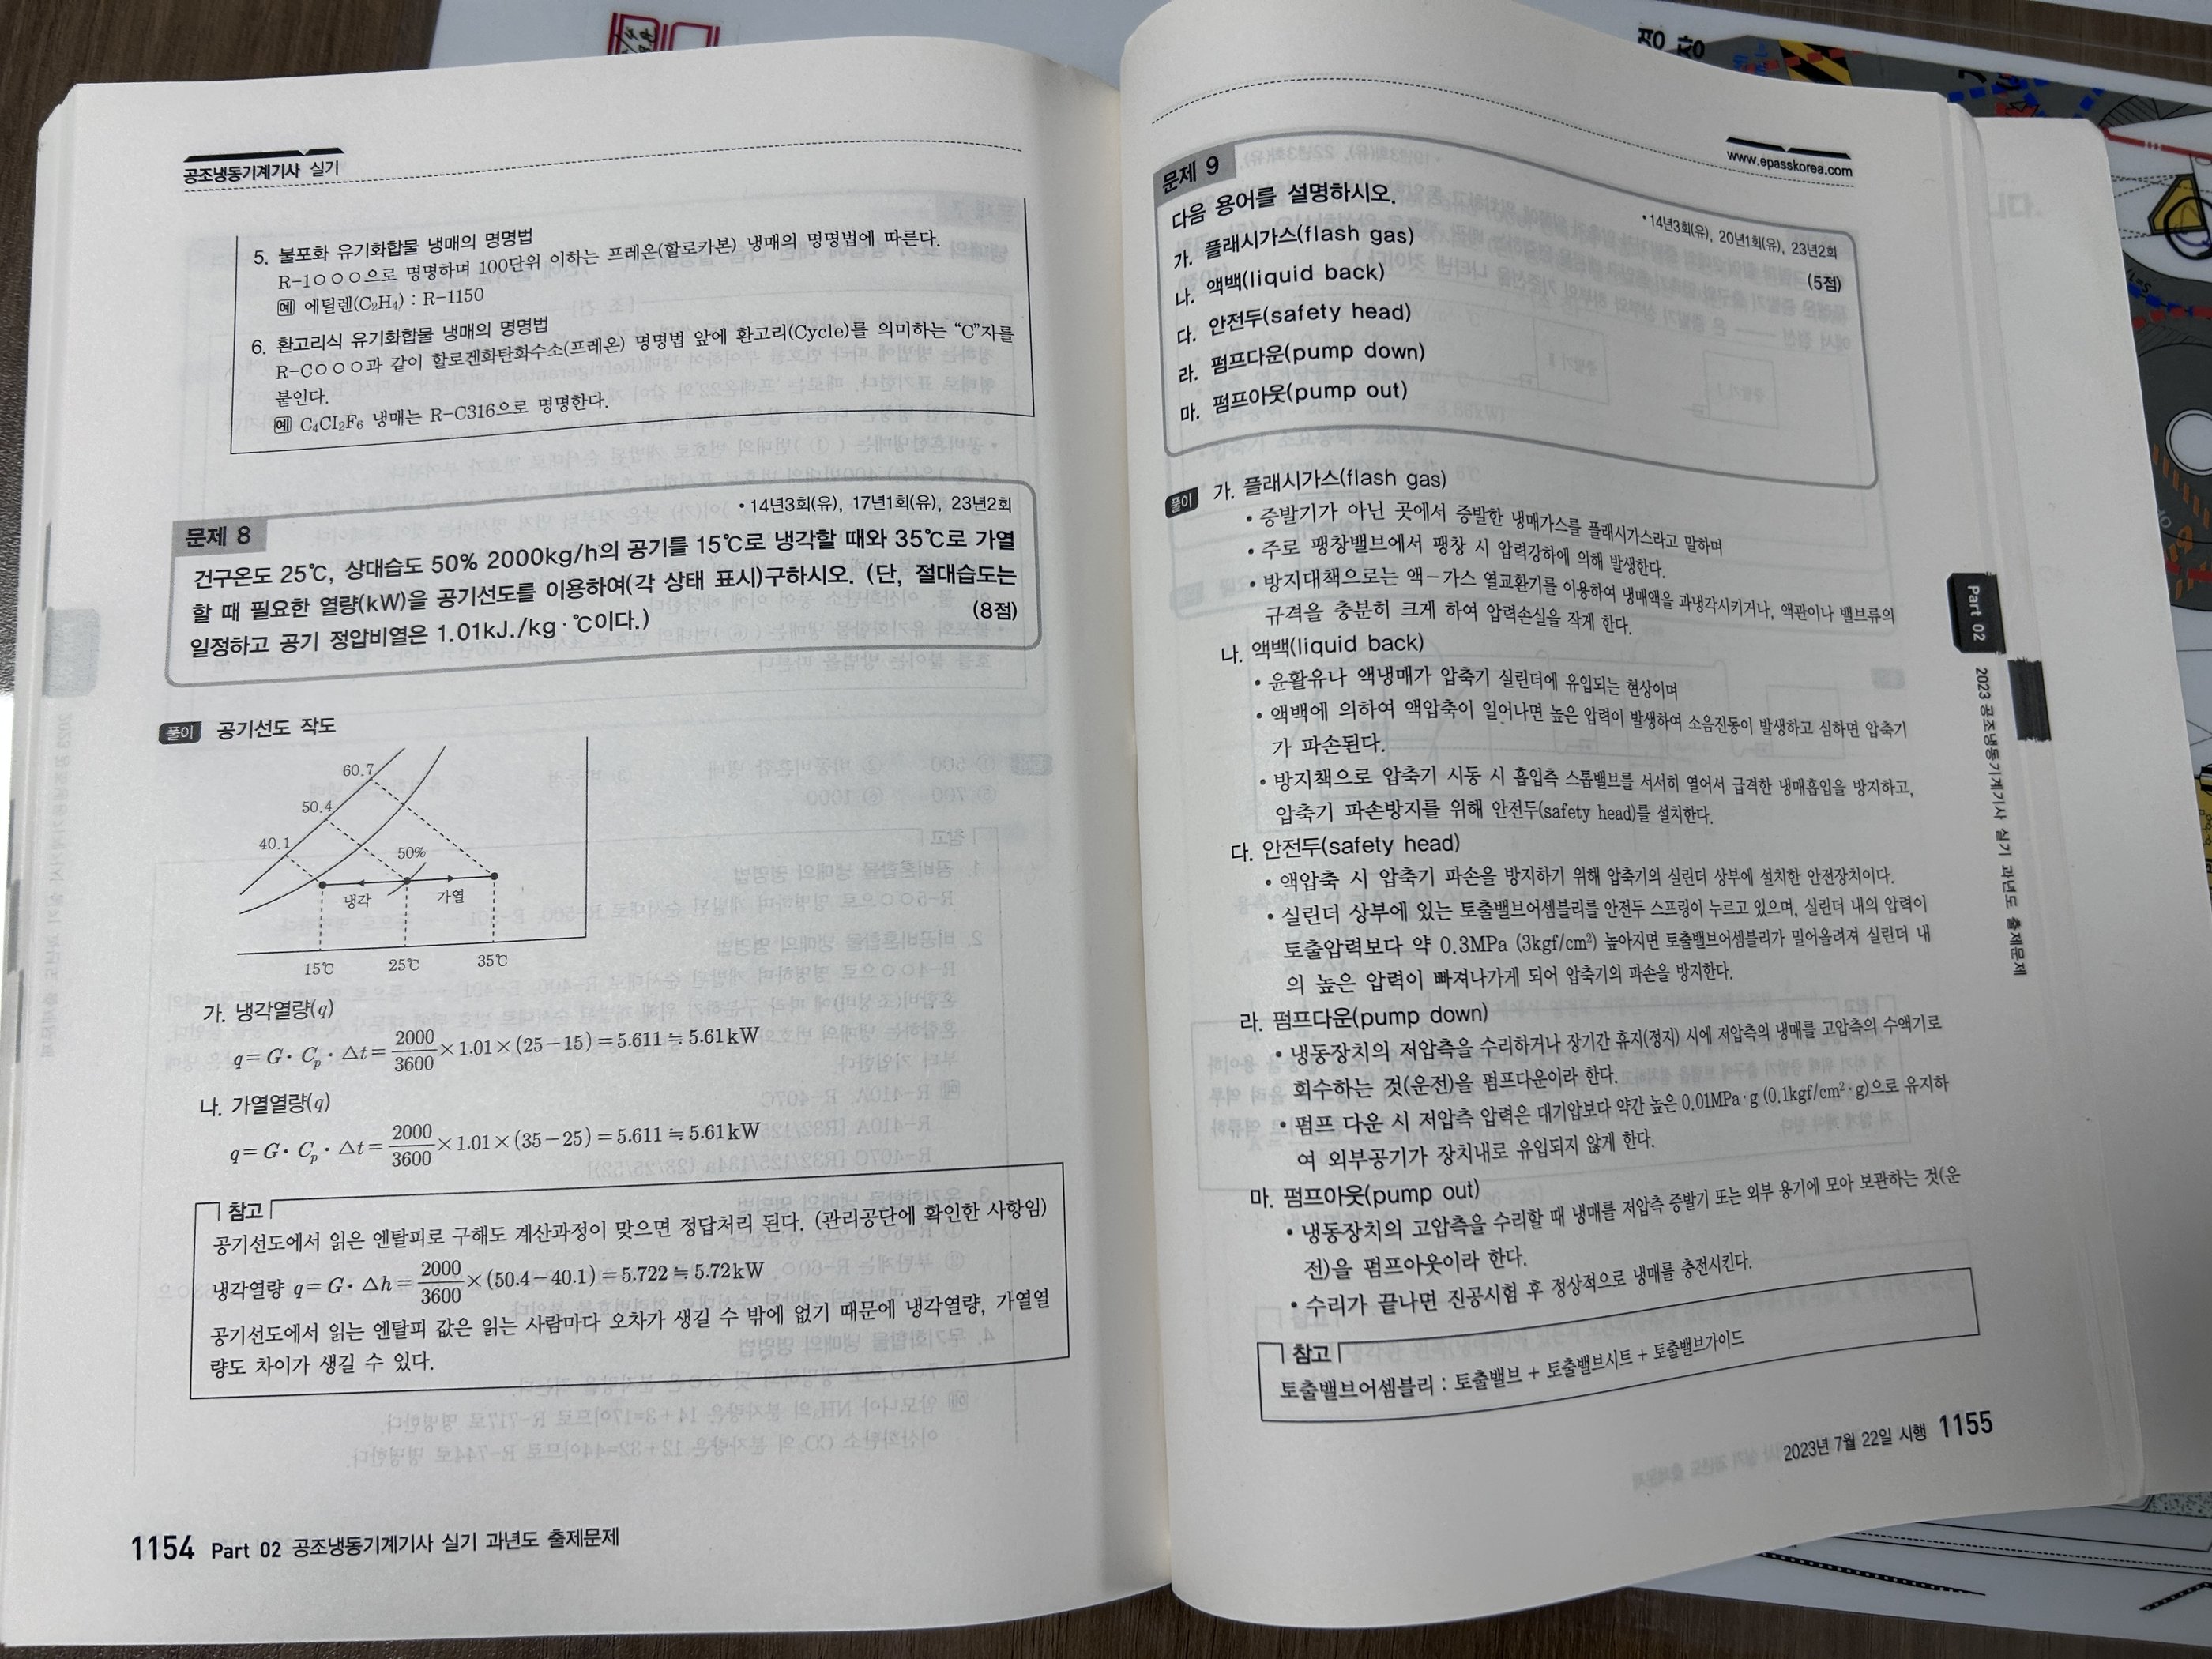 공조냉동기계기사 실기
5. 불포화 유기화합물 냉매의 명명법
R-1○○○으로 명명하며 100단위 이하는 프레온(할로카본) 냉매의 명명법에 따른다.
예 에틸렌(C₂H₄) : R-1150
6. 환고리식 유기화합물 냉매의 명명법
R-C○○○과 같이 할로겐화탄화수소(프레온) 명명법 앞에 환고리(Cycle)를 의미하는 “C”자를
붙인다.
예 C₄Cl₂F₆ 냉매는 R-C316으로 명명한다.
문제 8
• 14년3회(유), 17년1회(유), 23년2회
건구온도 25℃, 상대습도 50% 2000kg/h의 공기를 15℃로 냉각할 때와 35℃로 가열
할 때 필요한 열량(kW)을 공기선도를 이용하여(각 상태 표시)구하시오. (단, 절대습도는
일정하고 공기 정압비열은 1.01kJ./kg·℃이다.)
(8점)
풀이 공기선도 작도
60.7
50.4
40.1
50%
냉각
가열
15℃ 25℃ 35℃
가. 냉각열량(q)
q = G · Cₚ · △t = 2000/3600 × 1.01 × (25-15) = 5.611 ≒ 5.61kW
나. 가열열량(q)
q = G · Cₚ · △t = 2000/3600 × 1.01 × (35-25) = 5.611 ≒ 5.61kW
참고
공기선도에서 읽은 엔탈피로 구해도 계산과정이 맞으면 정답처리 된다. (관리공단에 확인한 사항임)
냉각열량 q = G · △h = 2000/3600 × (50.4-40.1) = 5.722 ≒ 5.72kW
공기선도에서 읽는 엔탈피 값은 읽는 사람마다 오차가 생길 수 밖에 없기 때문에 냉각열량, 가열열
량도 차이가 생길 수 있다.
1154 Part 02 공조냉동기계기사 실기 과년도 출제문제
www.epasskorea.com
문제 9
• 14년3회(유), 20년1회(유), 23년2회
다음 용어를 설명하시오.
(5점)
가. 플래시가스(flash gas)
나. 액백(liquid back)
다. 안전두(safety head)
라. 펌프다운(pump down)
마. 펌프아웃(pump out)
풀이 가. 플래시가스(flash gas)
• 증발기가 아닌 곳에서 증발한 냉매가스를 플래시가스라고 말하며
• 주로 팽창밸브에서 팽창 시 압력강하에 의해 발생한다.
• 방지대책으로는 액-가스 열교환기를 이용하여 냉매액을 과냉각시키거나, 액관이나 밸브류의
규격을 충분히 크게 하여 압력손실을 작게 한다.
나. 액백(liquid back)
• 윤활유나 액냉매가 압축기 실린더에 유입되는 현상이며
• 액백에 의하여 액압축이 일어나면 높은 압력이 발생하여 소음진동이 발생하고 심하면 압축기
가 파손된다.
• 방지책으로 압축기 시동 시 흡입측 스톱밸브를 서서히 열어서 급격한 냉매흡입을 방지하고,
압축기 파손방지를 위해 안전두(safety head)를 설치한다.
다. 안전두(safety head)
• 액압축 시 압축기 파손을 방지하기 위해 압축기의 실린더 상부에 설치한 안전장치이다.
• 실린더 상부에 있는 토출밸브어셈블리를 안전두 스프링이 누르고 있으며, 실린더 내의 압력이
토출압력보다 약 0.3MPa (3kgf/cm²) 높아지면 토출밸브어셈블리가 밀어올려져 실린더 내
의 높은 압력이 빠져나가게 되어 압축기의 파손을 방지한다.
라. 펌프다운(pump down)
• 냉동장치의 저압측을 수리하거나 장기간 휴지(정지) 시에 저압측의 냉매를 고압측의 수액기로
회수하는 것(운전)을 펌프다운이라 한다.
• 펌프 다운 시 저압측 압력은 대기압보다 약간 높은 0.01MPa·g (0.1kgf/cm²·g)으로 유지하
여 외부공기가 장치내로 유입되지 않게 한다.
마. 펌프아웃(pump out)
• 냉동장치의 고압측을 수리할 때 냉매를 저압측 증발기 또는 외부 용기에 모아 보관하는 것(운
전)을 펌프아웃이라 한다.
• 수리가 끝나면 진공시험 후 정상적으로 냉매를 충전시킨다.
참고
토출밸브어셈블리 : 토출밸브 + 토출밸브시트 + 토출밸브가이드
2023년 7월 22일 시행 1155
Part 02
2023 공조냉동기계기사 실기 과년도 출제문제